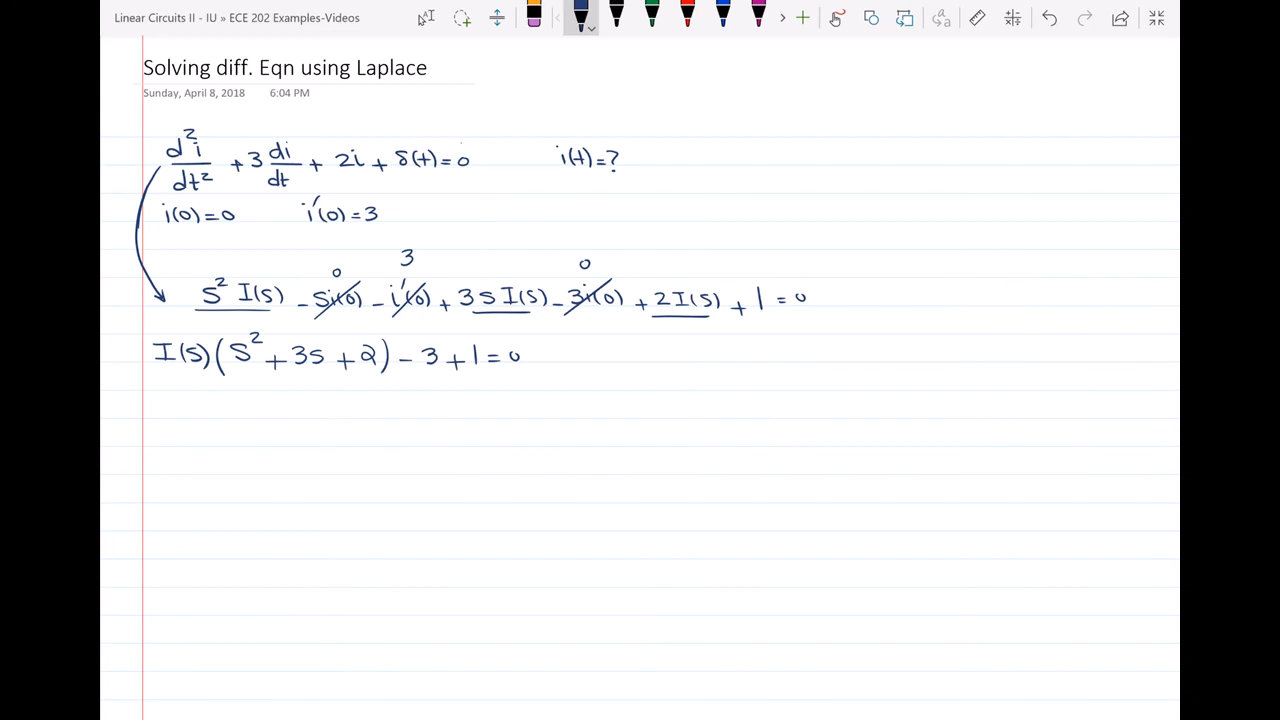 Linear Circuits II - IU » ECE 202 Examples-Videos
Solving diff. Eqn using Laplace
Sunday, April 8, 2018 6:04 PM
d²i/dt² + 3 di/dt + 2i + δ(t) = 0 i(t) = ?
i(0) = 0 i'(0) = 3
0 3 0
S² I(S) - Si(0) - i'(0) + 3S I(S) - 3i(0) + 2I(S) + 1 = 0
I(S)(S² + 3S + 2) - 3 + 1 = 0